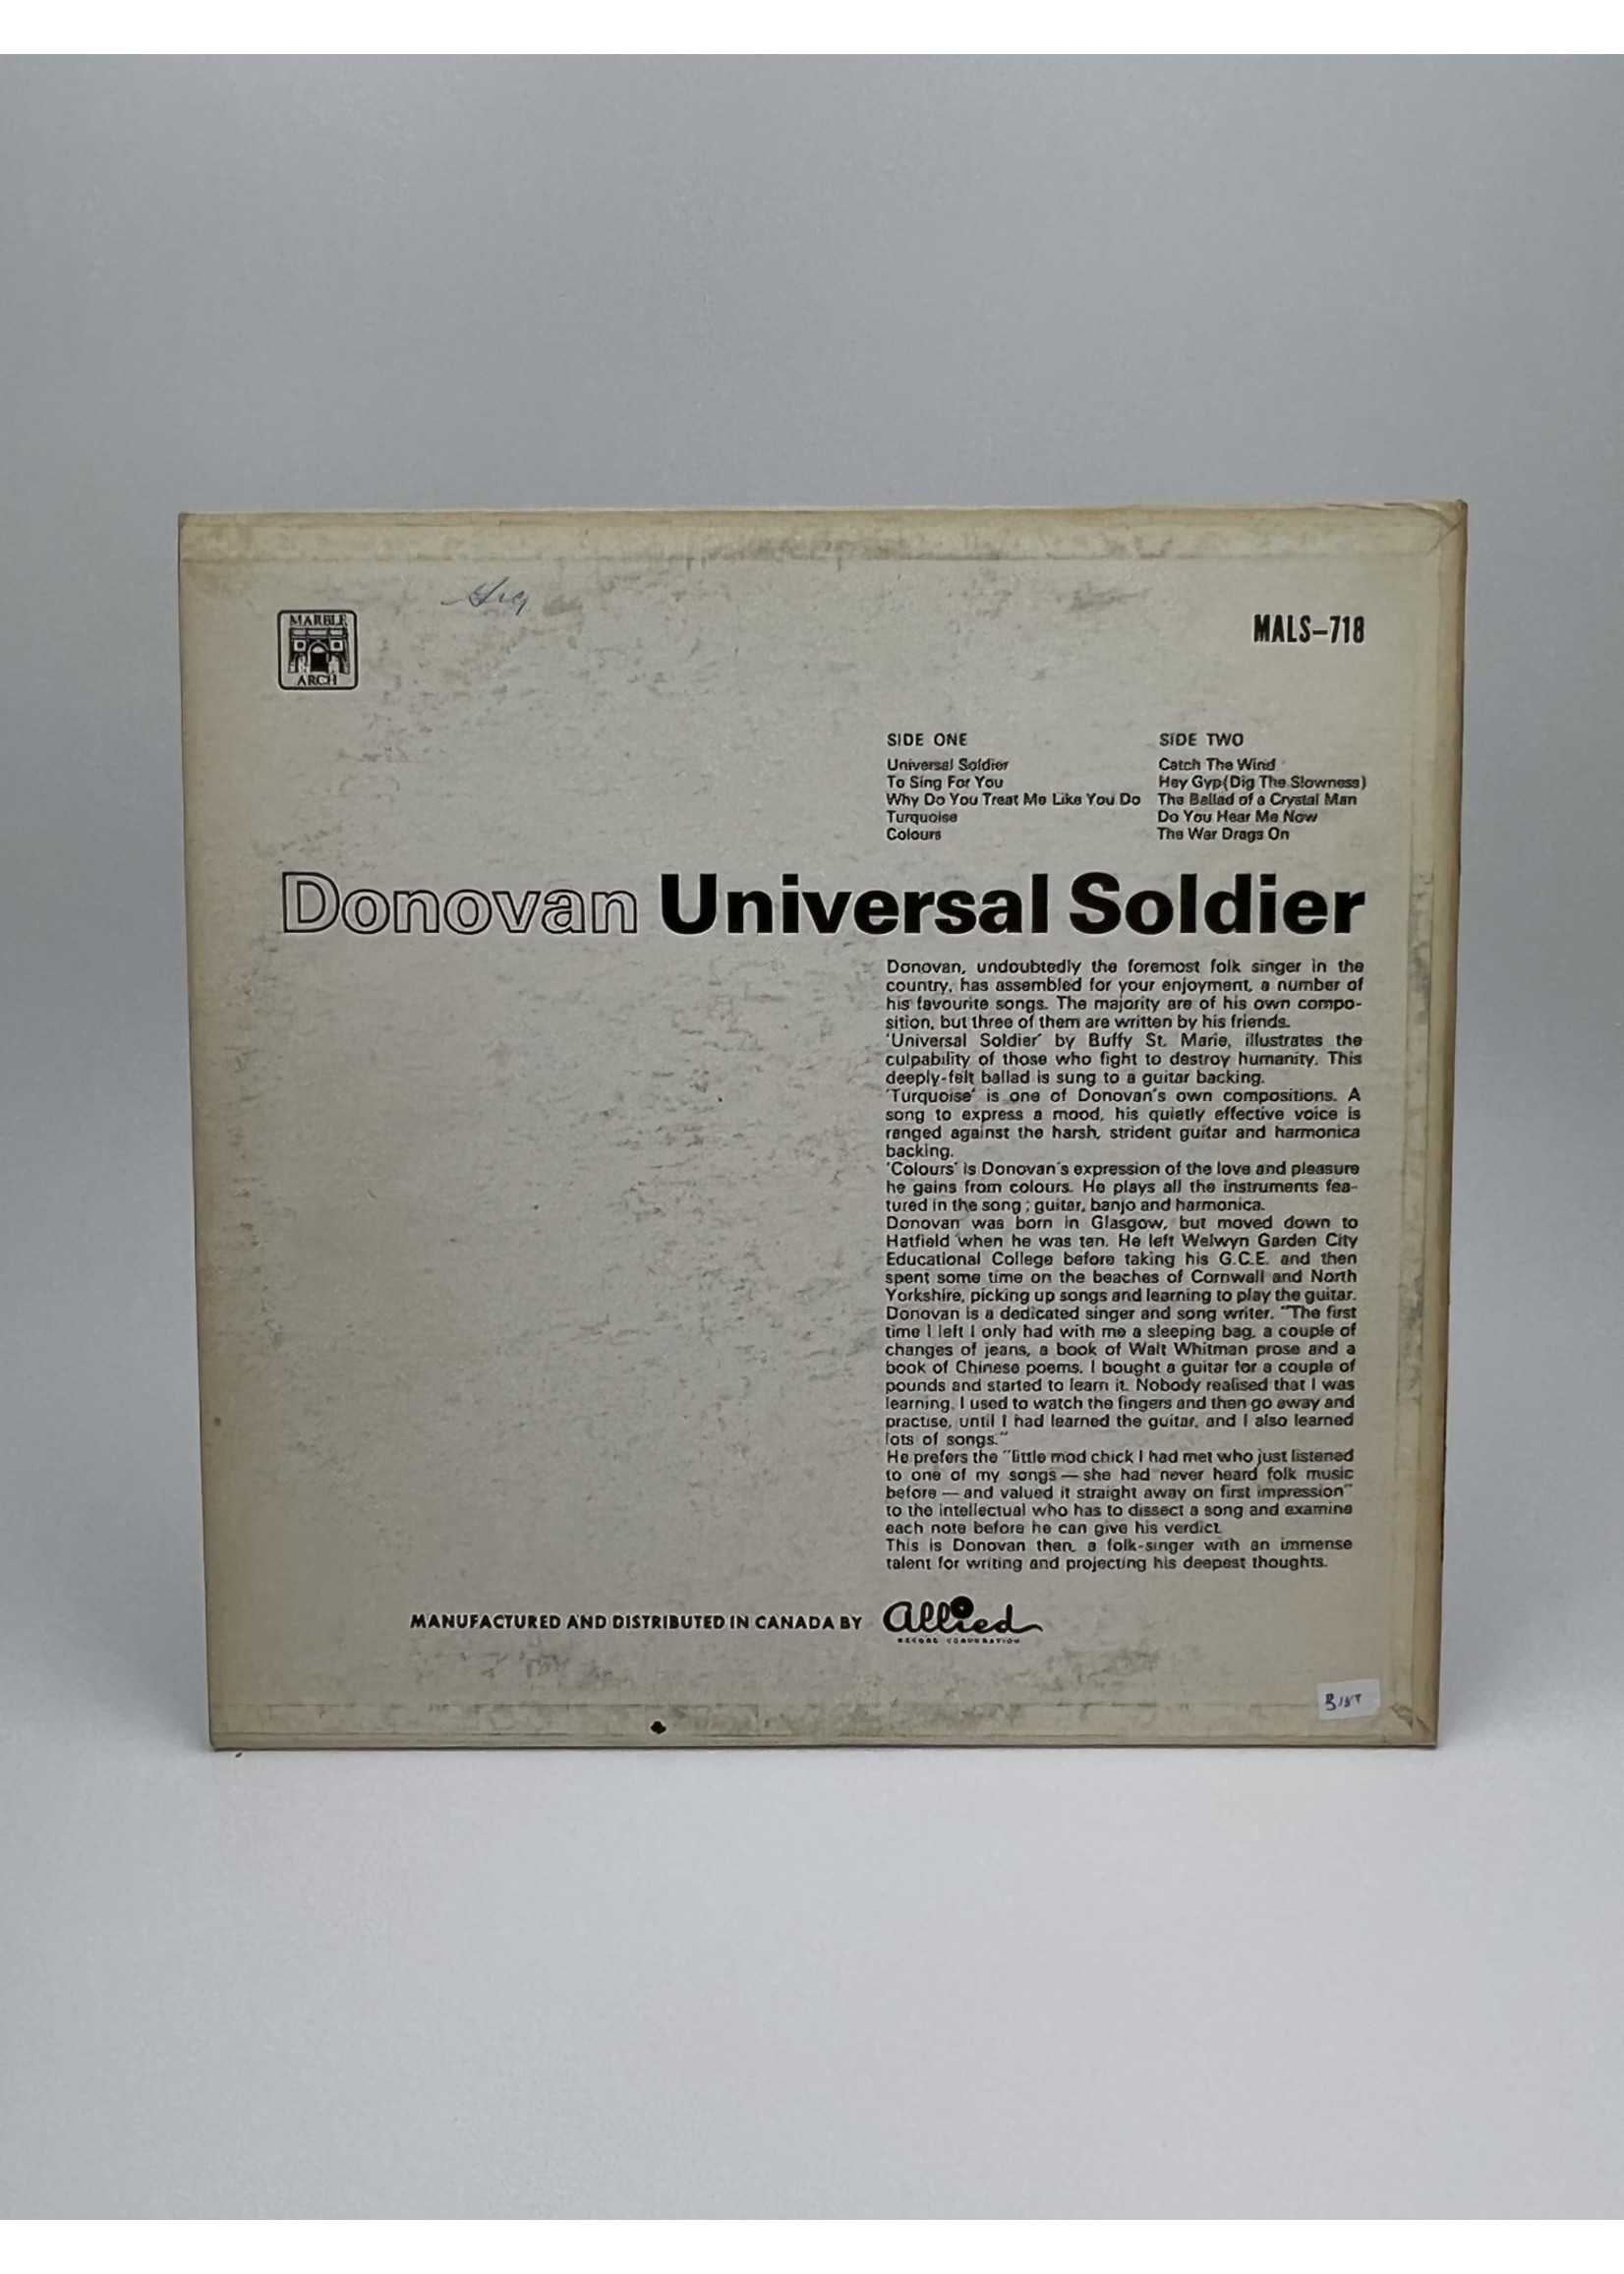 MARBLE
ARCH
MALS-718
SIDE ONE
Universal Soldier
To Sing For You
Why Do You Treat Me Like You Do
Turquoise
Colours
SIDE TWO
Catch The Wind
Hey Gyp(Dig The Slowness)
The Ballad of a Crystal Man
Do You Hear Me Now
The War Drags On
Donovan Universal Soldier
Donovan, undoubtedly the foremost folk singer in the
country, has assembled for your enjoyment, a number of
his favourite songs. The majority are of his own compo-
sition, but three of them are written by his friends.
'Universal Soldier' by Buffy St. Marie, illustrates the
culpability of those who fight to destroy humanity. This
deeply-felt ballad is sung to a guitar backing.
'Turquoise' is one of Donovan's own compositions. A
song to express a mood, his quietly effective voice is
ranged against the harsh, strident guitar and harmonica
backing.
'Colours' is Donovan's expression of the love and pleasure
he gains from colours. He plays all the instruments fea-
tured in the song; guitar, banjo and harmonica.
Donovan was born in Glasgow, but moved down to
Hatfield when he was ten. He left Welwyn Garden City
Educational College before taking his G.C.E. and then
spent some time on the beaches of Cornwall and North
Yorkshire, picking up songs and learning to play the guitar.
Donovan is a dedicated singer and song writer. "The first
time I left I only had with me a sleeping bag, a couple of
changes of jeans, a book of Walt Whitman prose and a
book of Chinese poems. I bought a guitar for a couple of
pounds and started to learn it. Nobody realised that I was
learning. I used to watch the fingers and then go away and
practise, until I had learned the guitar, and I also learned
lots of songs."
He prefers the "little mod chick I had met who just listened
to one of my songs — she had never heard folk music
before — and valued it straight away on first impression"
to the intellectual who has to dissect a song and examine
each note before he can give his verdict.
This is Donovan then, a folk-singer with an immense
talent for writing and projecting his deepest thoughts.
MANUFACTURED AND DISTRIBUTED IN CANADA BY Allied
RECORD CORPORATION